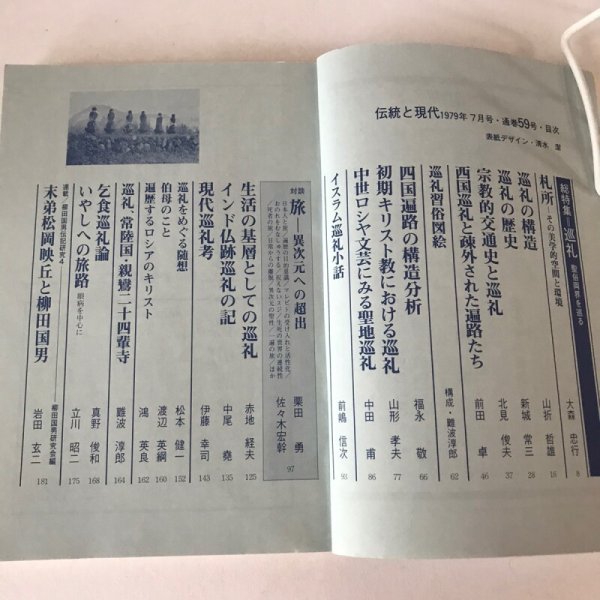 伝統と現代1979年7月号・通巻59号・目次
表紙デザイン・清水 潔
総特集 巡礼 聖俗両界を巡る
札所 その美学的空間と環境 大森 忠行 8
巡礼の構造 山折 哲雄 16
巡礼の歴史 新城 常三 28
宗教的交通史と巡礼 北見 俊夫 37
西国巡礼と疎外された遍路たち 前田 卓 46
巡礼習俗図絵 構成・難波淳郎 62
四国遍路の構造分析 福永 敬 66
初期キリスト教における巡礼 山形 孝夫 77
中世ロシヤ文芸にみる聖地巡礼 中田 甫 86
イスラム巡礼小話 前嶋 信次 93
対談 旅―異次元への超出 栗田 勇 佐々木宏幹 97
生活の基層としての巡礼 赤地 経夫 125
インド仏跡巡礼の記 中尾 堯 135
現代巡礼考 伊藤 幸司 143
巡礼をめぐる随想
伯母のこと 松本 健一 152
遍歴するロシアのキリスト 渡辺 英綱 160
巡礼、常陸国・親鸞二十四輩寺 鴻 英良 162
乞食巡礼論 難波 淳郎 164
いやしへの旅路 眼病を中心に 真野 俊和 168
立川 昭二 175
連載／柳田国男伝記研究4
末弟松岡映丘と柳田国男 柳田国男研究会編 岩田 玄二 181